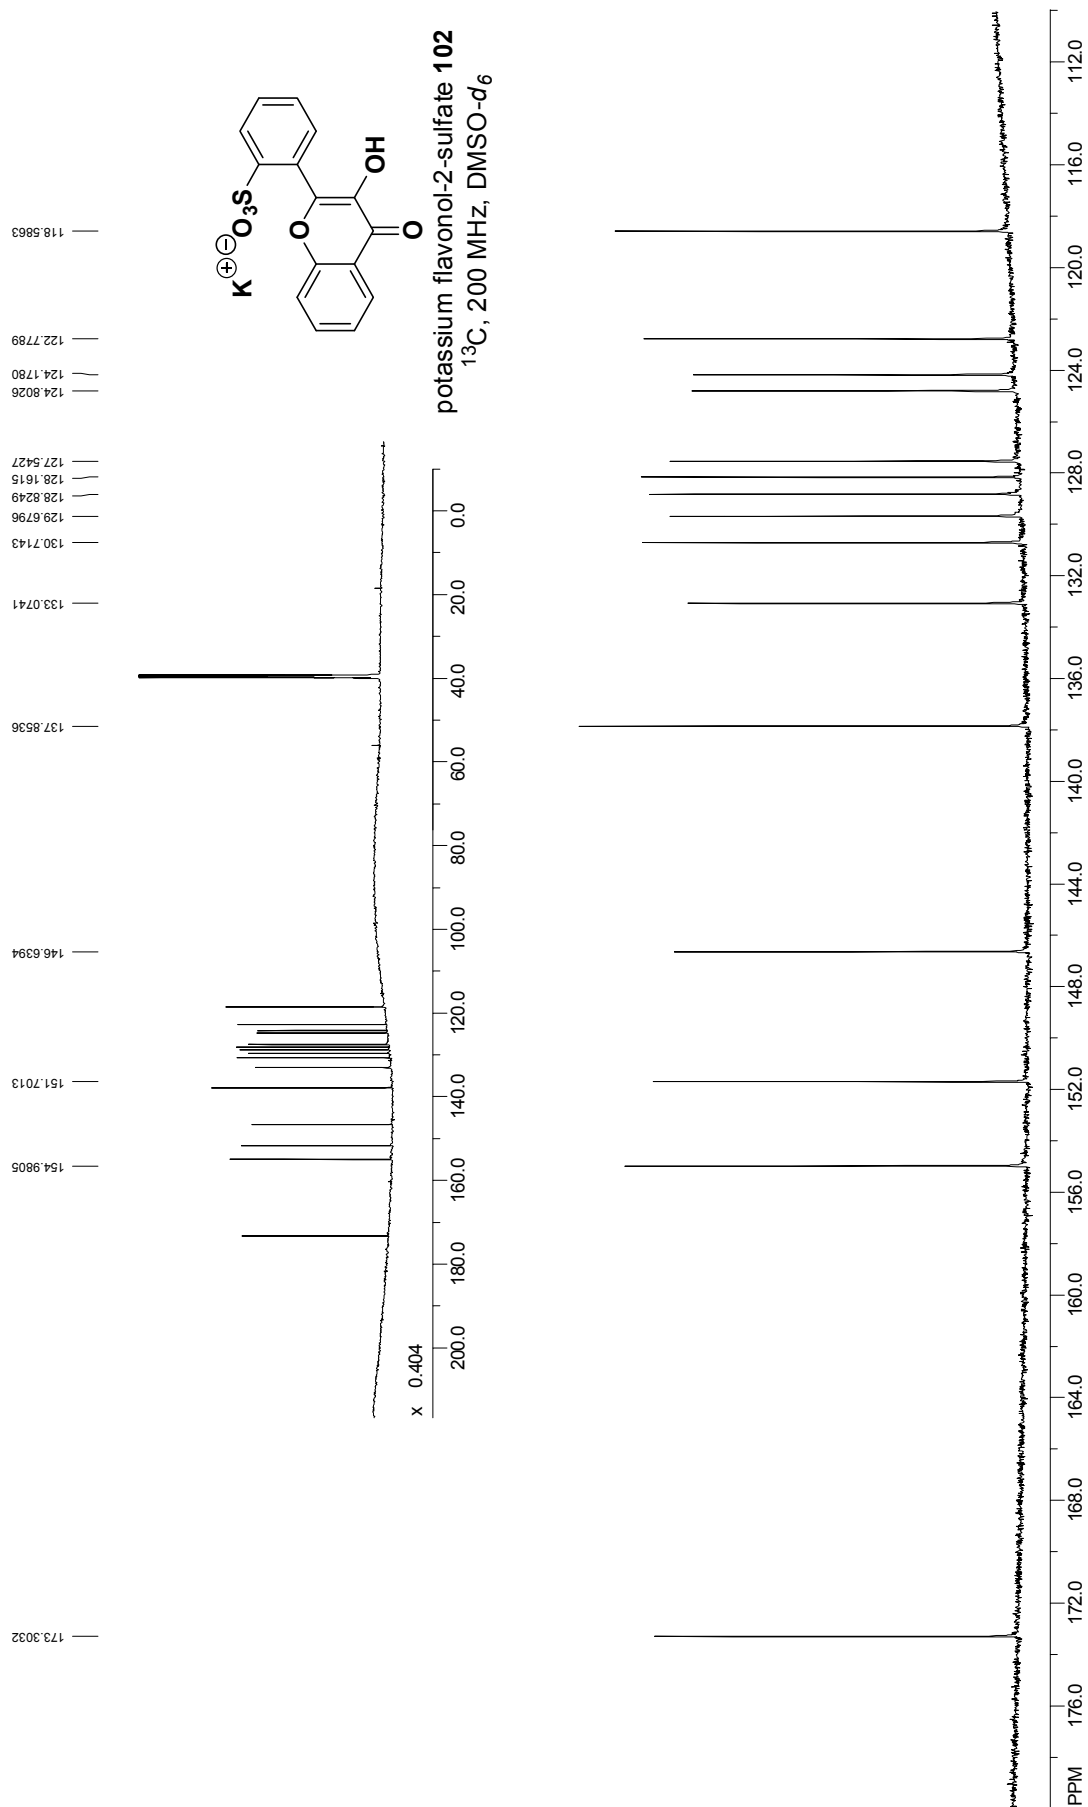 118.5863
122.7789
124.1780
124.8026
127.5427
128.1615
128.8249
129.6796
130.7143
133.0741
137.8536
146.6394
151.7013
154.9805
173.3032
K⊕⊖O3S
O
OH
O
potassium flavonol-2-sulfate 102
13C, 200 MHz, DMSO-d6
x 0.404
200.0 180.0 160.0 140.0 120.0 100.0 80.0 60.0 40.0 20.0 0.0
PPM 176.0 172.0 168.0 164.0 160.0 156.0 152.0 148.0 144.0 140.0 136.0 132.0 128.0 124.0 120.0 116.0 112.0